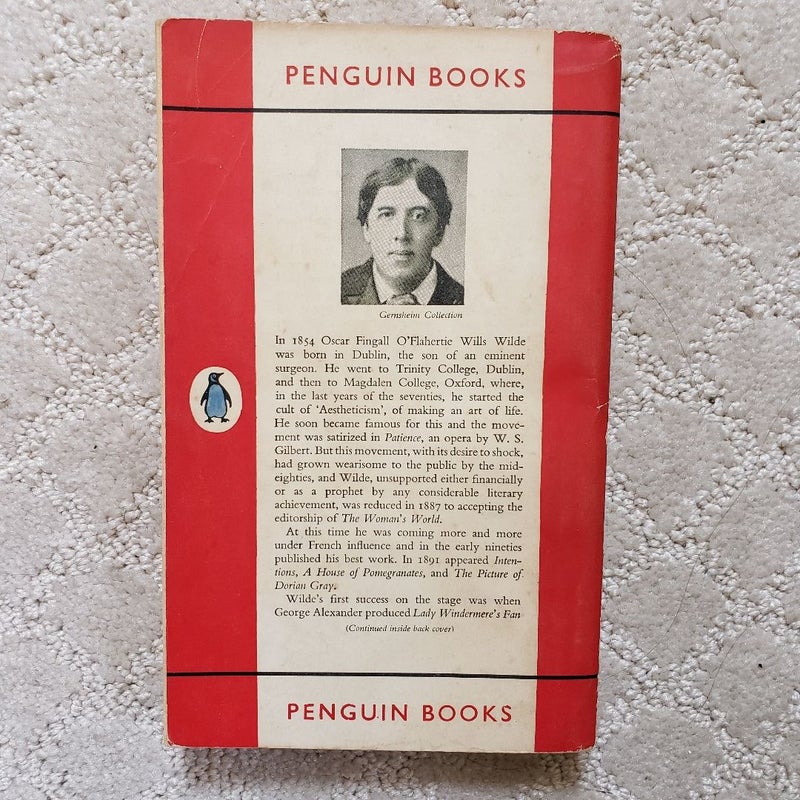 PENGUIN BOOKS
Gernsheim Collection
In 1854 Oscar Fingall O'Flahertie Wills Wilde
was born in Dublin, the son of an eminent
surgeon. He went to Trinity College, Dublin,
and then to Magdalen College, Oxford, where,
in the last years of the seventies, he started the
cult of 'Aestheticism', of making an art of life.
He soon became famous for this and the move-
ment was satirized in Patience, an opera by W. S.
Gilbert. But this movement, with its desire to shock,
had grown wearisome to the public by the mid-
eighties, and Wilde, unsupported either financially
or as a prophet by any considerable literary
achievement, was reduced in 1887 to accepting the
editorship of The Woman's World.
At this time he was coming more and more
under French influence and in the early nineties
published his best work. In 1891 appeared Inten-
tions, A House of Pomegranates, and The Picture of
Dorian Gray.
Wilde's first success on the stage was when
George Alexander produced Lady Windermere's Fan
(Continued inside back cover)
PENGUIN BOOKS